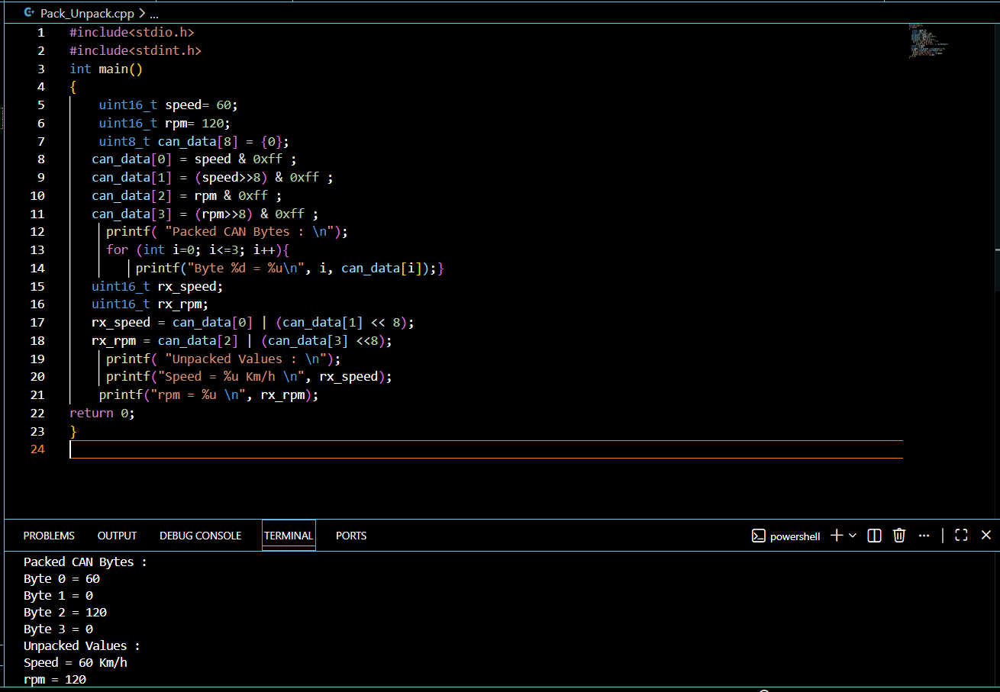 Pack_Unpack.cpp > ...
1 #include<stdio.h>
2 #include<stdint.h>
3 int main()
4 {
5 uint16_t speed= 60;
6 uint16_t rpm= 120;
7 uint8_t can_data[8] = {0};
8 can_data[0] = speed & 0xff ;
9 can_data[1] = (speed>>8) & 0xff ;
10 can_data[2] = rpm & 0xff ;
11 can_data[3] = (rpm>>8) & 0xff ;
12 printf( "Packed CAN Bytes : \n");
13 for (int i=0; i<=3; i++){
14 printf("Byte %d = %u\n", i, can_data[i]);}
15 uint16_t rx_speed;
16 uint16_t rx_rpm;
17 rx_speed = can_data[0] | (can_data[1] << 8);
18 rx_rpm = can_data[2] | (can_data[3] <<8);
19 printf( "Unpacked Values : \n");
20 printf("Speed = %u Km/h \n", rx_speed);
21 printf("rpm = %u \n", rx_rpm);
22 return 0;
23 }
24
PROBLEMS OUTPUT DEBUG CONSOLE TERMINAL PORTS powershell
Packed CAN Bytes :
Byte 0 = 60
Byte 1 = 0
Byte 2 = 120
Byte 3 = 0
Unpacked Values :
Speed = 60 Km/h
rpm = 120